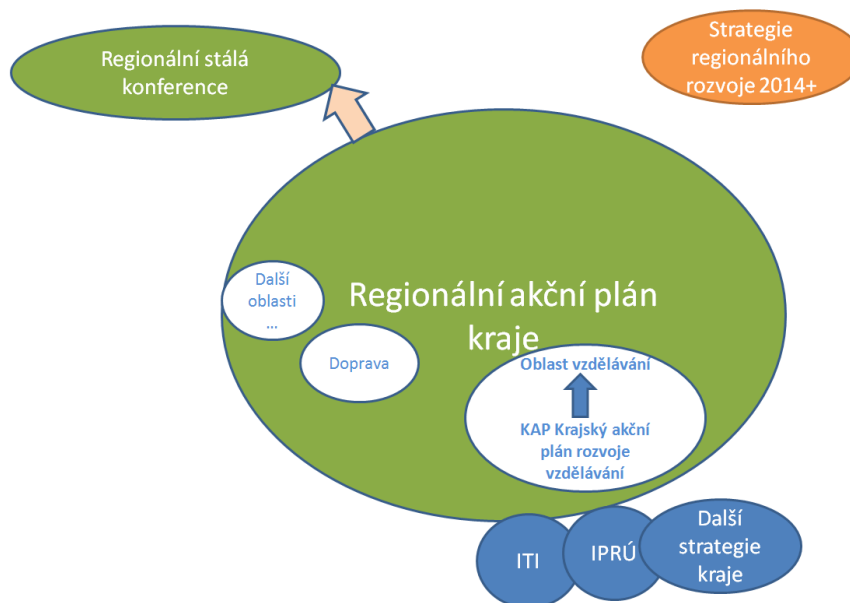 Regionální stálá
konference
Strategie
regionálního
rozvoje 2014+
Další
oblasti
...
Regionální akční plán
kraje
Doprava
Oblast vzdělávání
KAP Krajský akční
plán rozvoje
vzdělávání
ITI
IPRÚ
Další
strategie
kraje